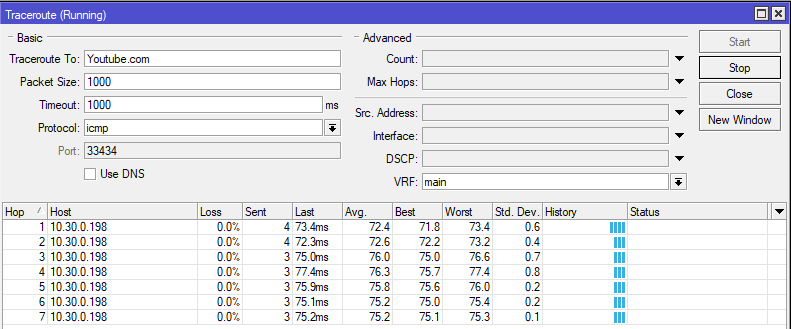 Traceroute (Running)
Basic
Traceroute To: Youtube.com
Packet Size: 1000
Timeout: 1000 ms
Protocol: icmp
Port: 33434
Use DNS
Advanced
Count:
Max Hops:
Src. Address:
Interface:
DSCP:
VRF: main
Start
Stop
Close
New Window
Hop / Host Loss Sent Last Avg. Best Worst Std. Dev. History Status
1 10.30.0.198 0.0% 4 73.4ms 72.4 71.8 73.4 0.6
2 10.30.0.198 0.0% 4 72.3ms 72.6 72.2 73.2 0.4
3 10.30.0.198 0.0% 3 75.0ms 76.0 75.0 76.6 0.7
4 10.30.0.198 0.0% 3 77.4ms 76.3 75.7 77.4 0.8
5 10.30.0.198 0.0% 3 75.9ms 75.8 75.6 76.0 0.2
6 10.30.0.198 0.0% 3 75.1ms 75.2 75.0 75.4 0.2
7 10.30.0.198 0.0% 3 75.2ms 75.2 75.1 75.3 0.1